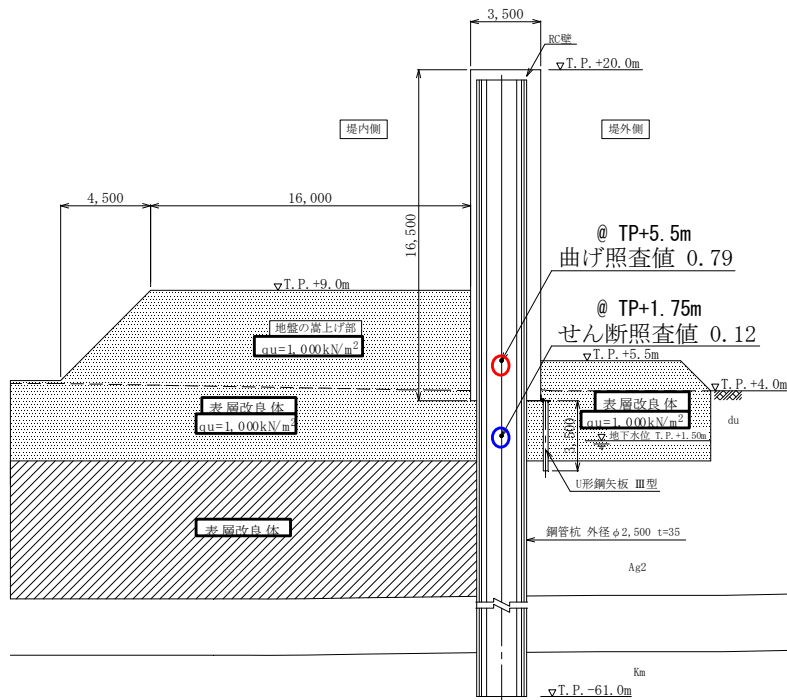 3,500
RC壁
▽T.P.+20.0m
堤内側
堤外側
4,500
16,000
16,500
@ TP+5.5m
曲げ照査値 0.79
▽T.P.+9.0m
地盤の嵩上げ部
qu=1,000kN/m²
@ TP+1.75m
せん断照査値 0.12
▽T.P.+5.5m
▽T.P.+4.0m
表層改良体
qu=1,000kN/m²
表層改良体
qu=1,000kN/m²
du
3,500
▽地下水位 T.P.+1.50m
U形鋼矢板 Ⅲ型
表層改良体
鋼管杭 外径φ2,500 t=35
Ag2
Km
▽T.P.-61.0m